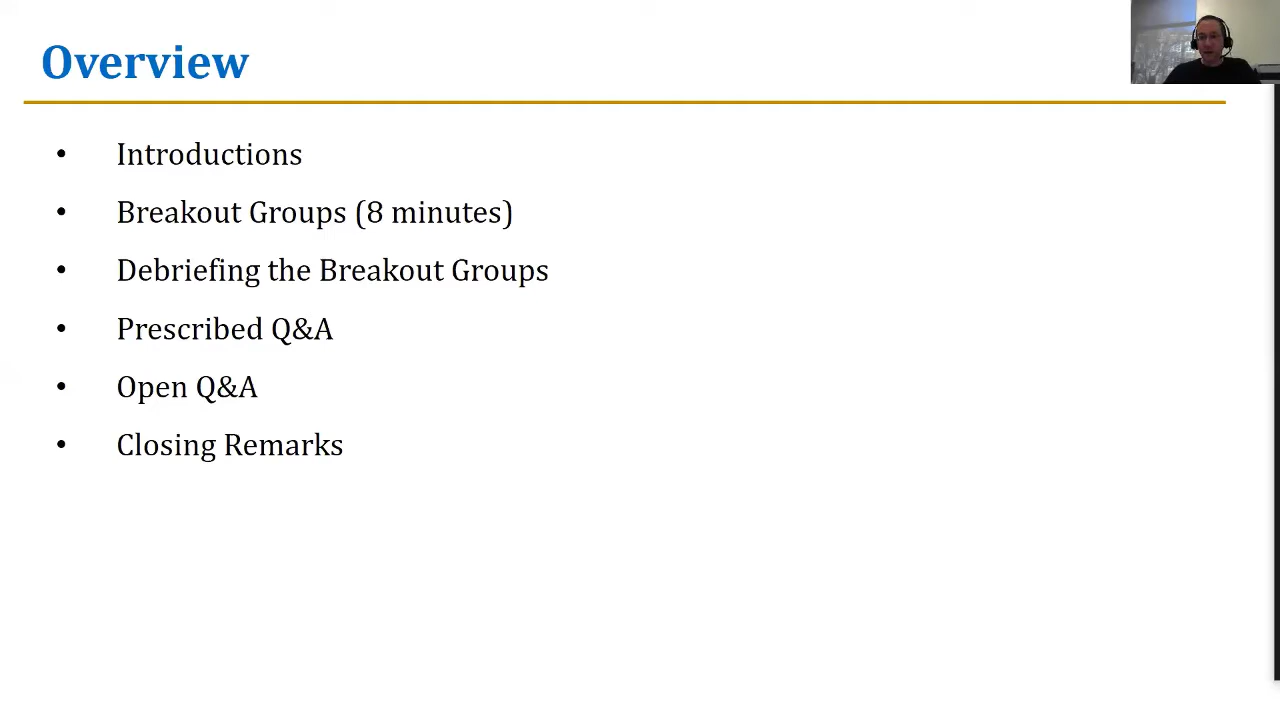 Overview
• Introductions
• Breakout Groups (8 minutes)
• Debriefing the Breakout Groups
• Prescribed Q&A
• Open Q&A
• Closing Remarks